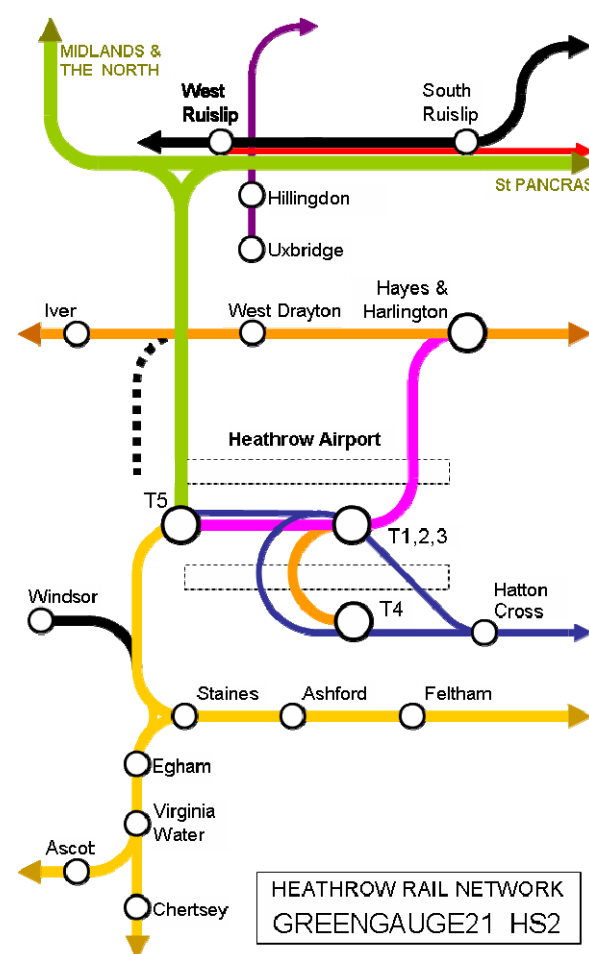 MIDLANDS &
THE NORTH
West
Ruislip
South
Ruislip
St PANCRAS
Hillingdon
Uxbridge
Iver
West Drayton
Hayes &
Harlington
Heathrow Airport
T5
T1,2,3
T4
Windsor
Hatton
Cross
Staines
Ashford
Feltham
Egham
Virginia
Water
Ascot
Chertsey
HEATHROW RAIL NETWORK
GREENGAUGE21 HS2